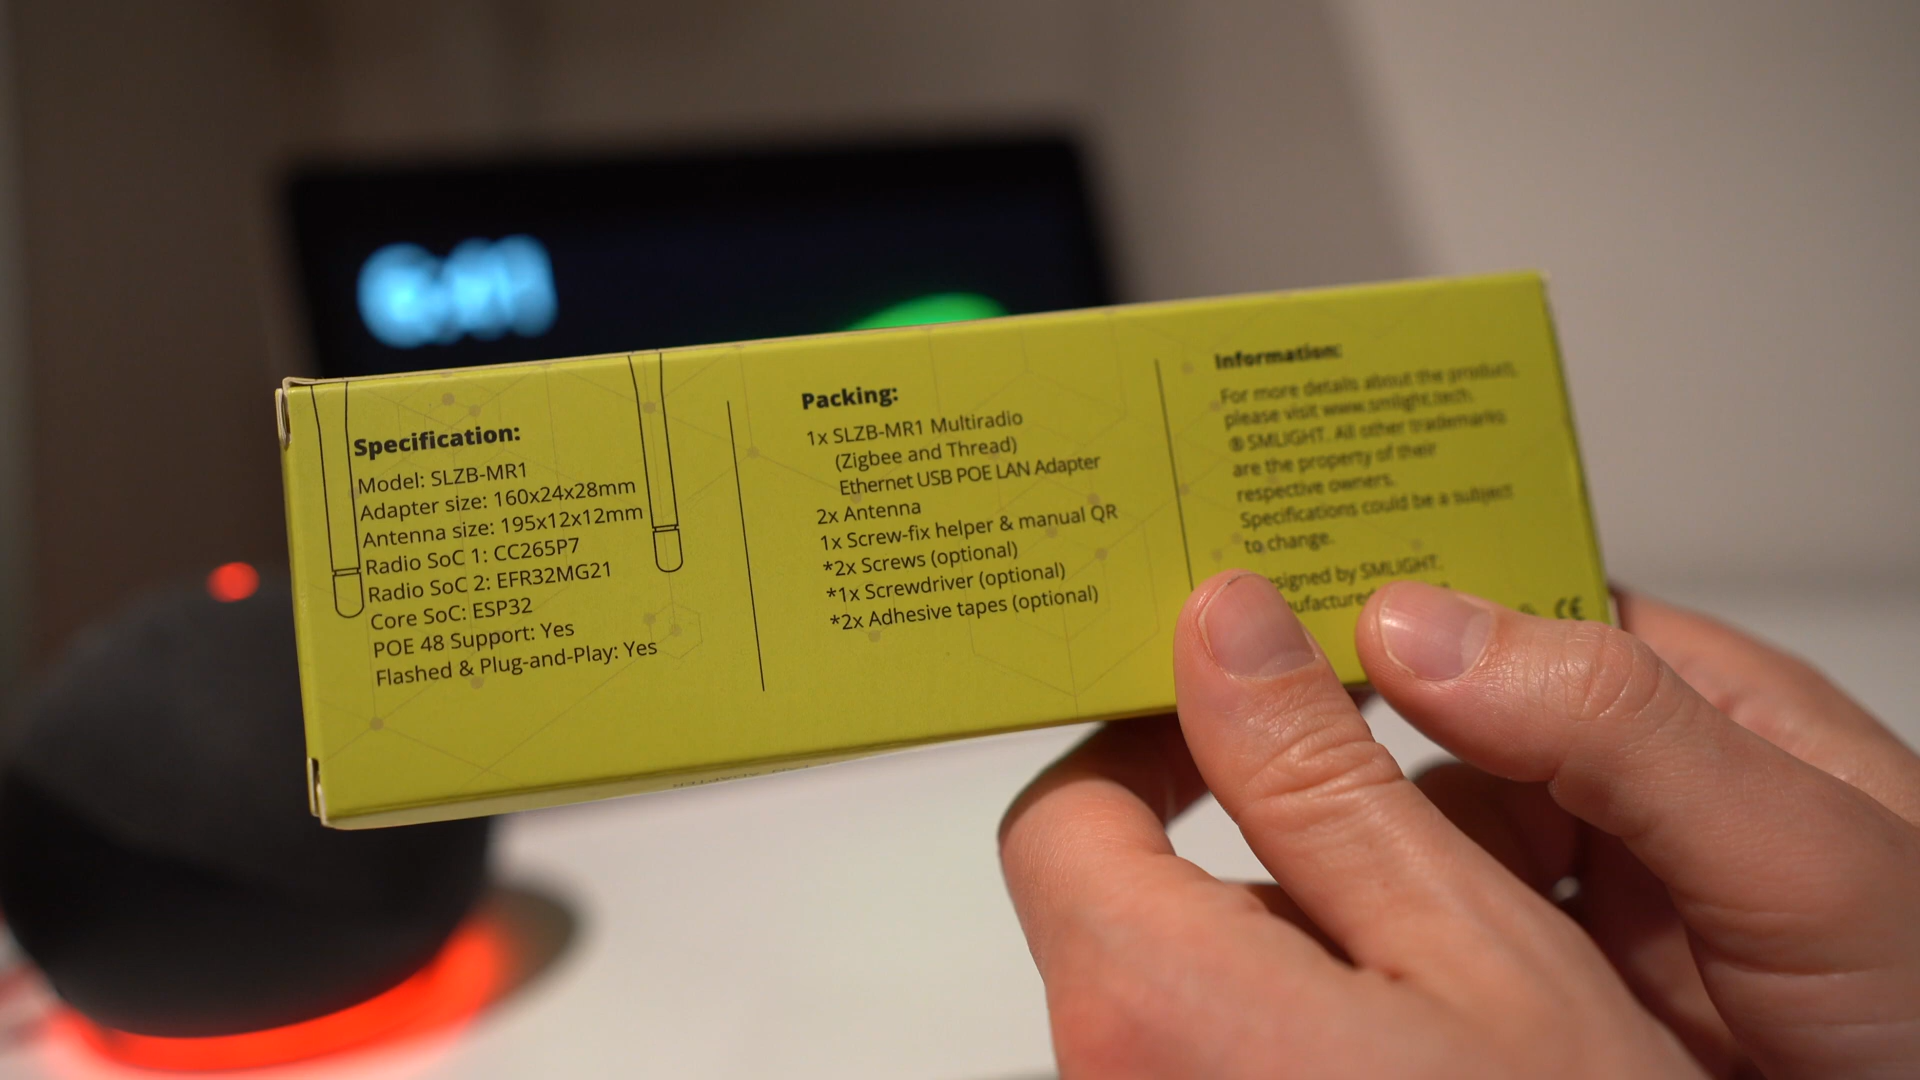 Specification:
Model: SLZB-MR1
Adapter size: 160x24x28mm
Antenna size: 195x12x12mm
Radio SoC 1: CC265P7
Radio SoC 2: EFR32MG21
Core SoC: ESP32
POE 48 Support: Yes
Flashed & Plug-and-Play: Yes
Packing:
1x SLZB-MR1 Multiradio
(Zigbee and Thread)
Ethernet USB POE LAN Adapter
2x Antenna
1x Screw-fix helper & manual QR
*2x Screws (optional)
*1x Screwdriver (optional)
*2x Adhesive tapes (optional)
Information:
For more details about the product,
please visit www.smlight.tech.
® SMLIGHT. All other trademarks
are the property of their
respective owners.
Specifications could be a subject
to change.
esigned by SMLIGHT.
ufactured
CE